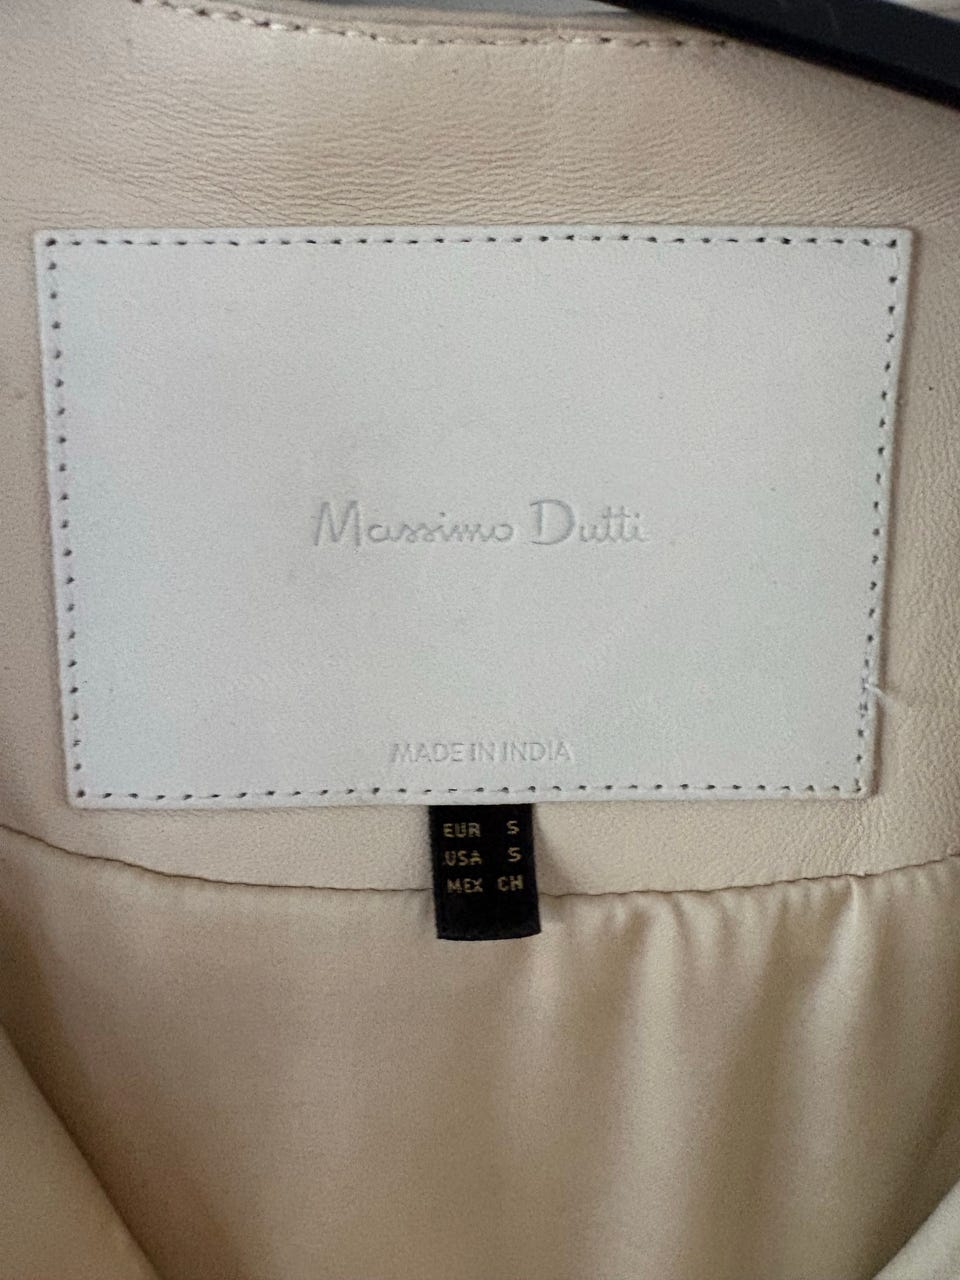 Massimo Dutti
MADE IN INDIA
EUR S
USA S
MEX CH